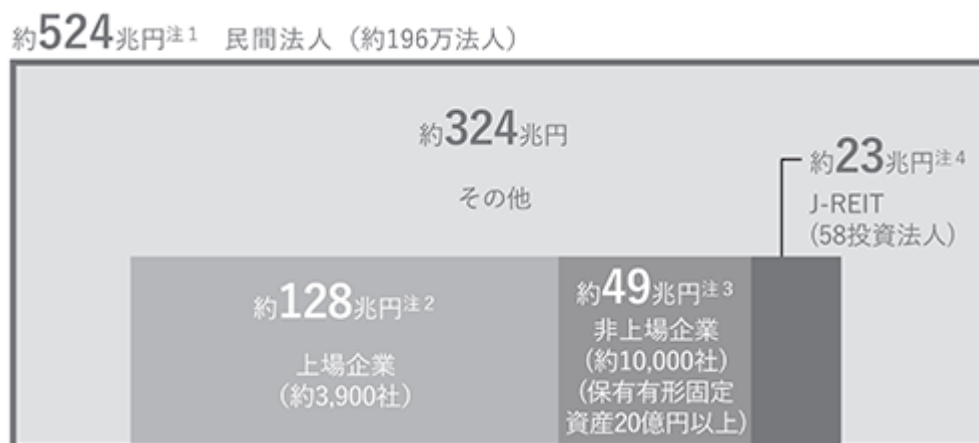 約524兆円注1 民間法人（約196万法人）
約324兆円
その他
約23兆円注4
J-REIT
(58投資法人)
約128兆円注2
上場企業
(約3,900社)
約49兆円注3
非上場企業
(約10,000社)
(保有有形固定
資産20億円以上)